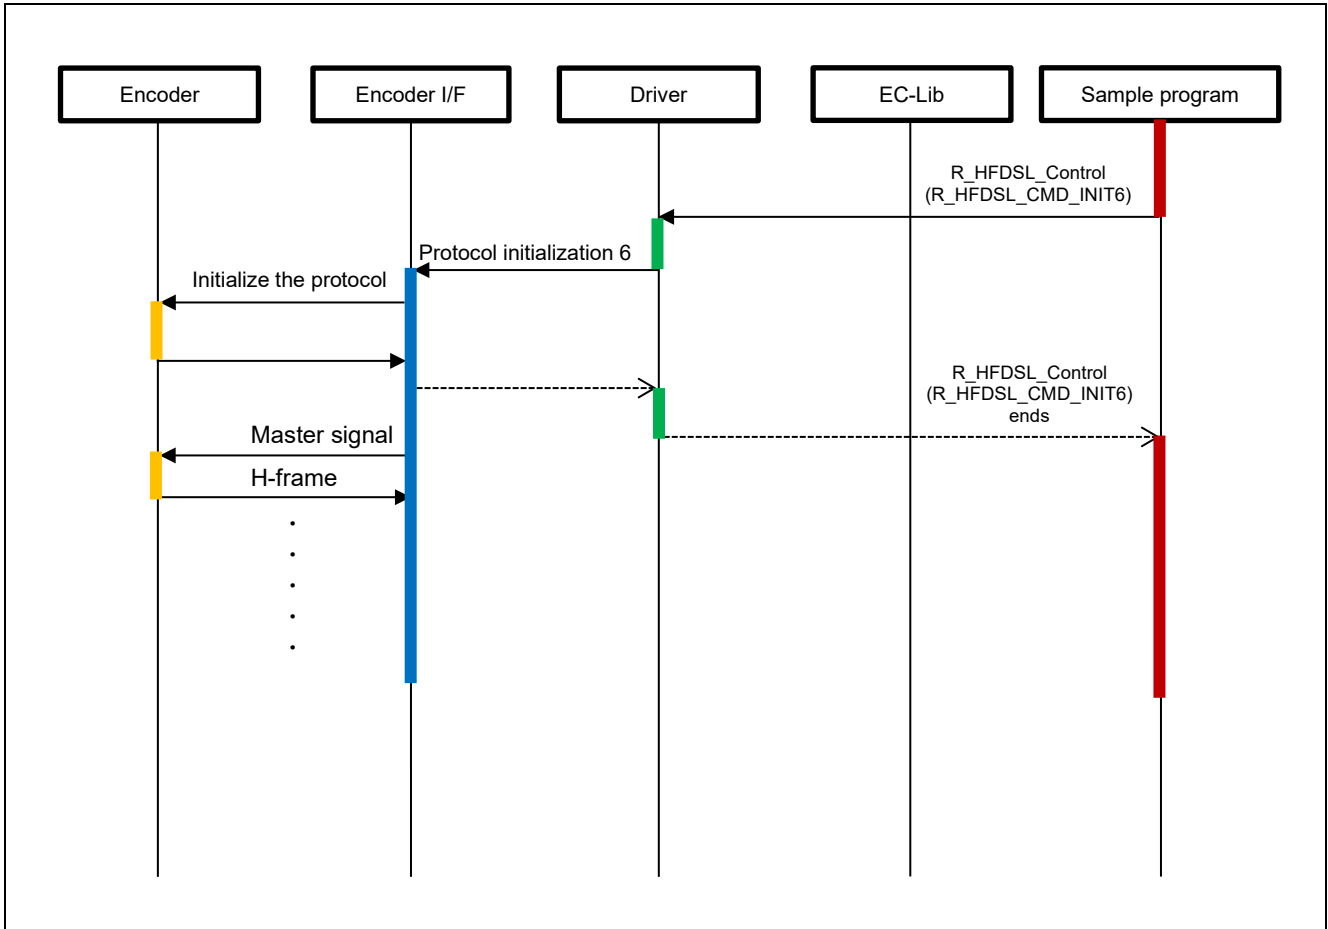 Encoder
Encoder I/F
Driver
EC-Lib
Sample program
R_HFDSL_Control
(R_HFDSL_CMD_INIT6)
Protocol initialization 6
Initialize the protocol
R_HFDSL_Control
(R_HFDSL_CMD_INIT6)
ends
Master signal
H-frame